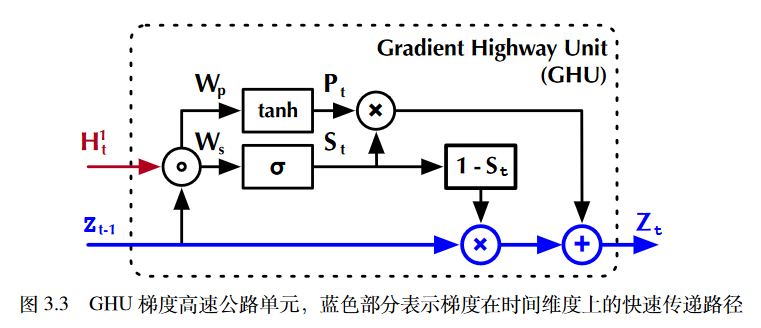 Gradient Highway Unit
(GHU)
W_p
tanh
P_t
×
H_t^1
∘
W_s
σ
S_t
1 - S_t
Z_{t-1}
×
+
Z_t
图 3.3 GHU 梯度高速公路单元，蓝色部分表示梯度在时间维度上的快速传递路径